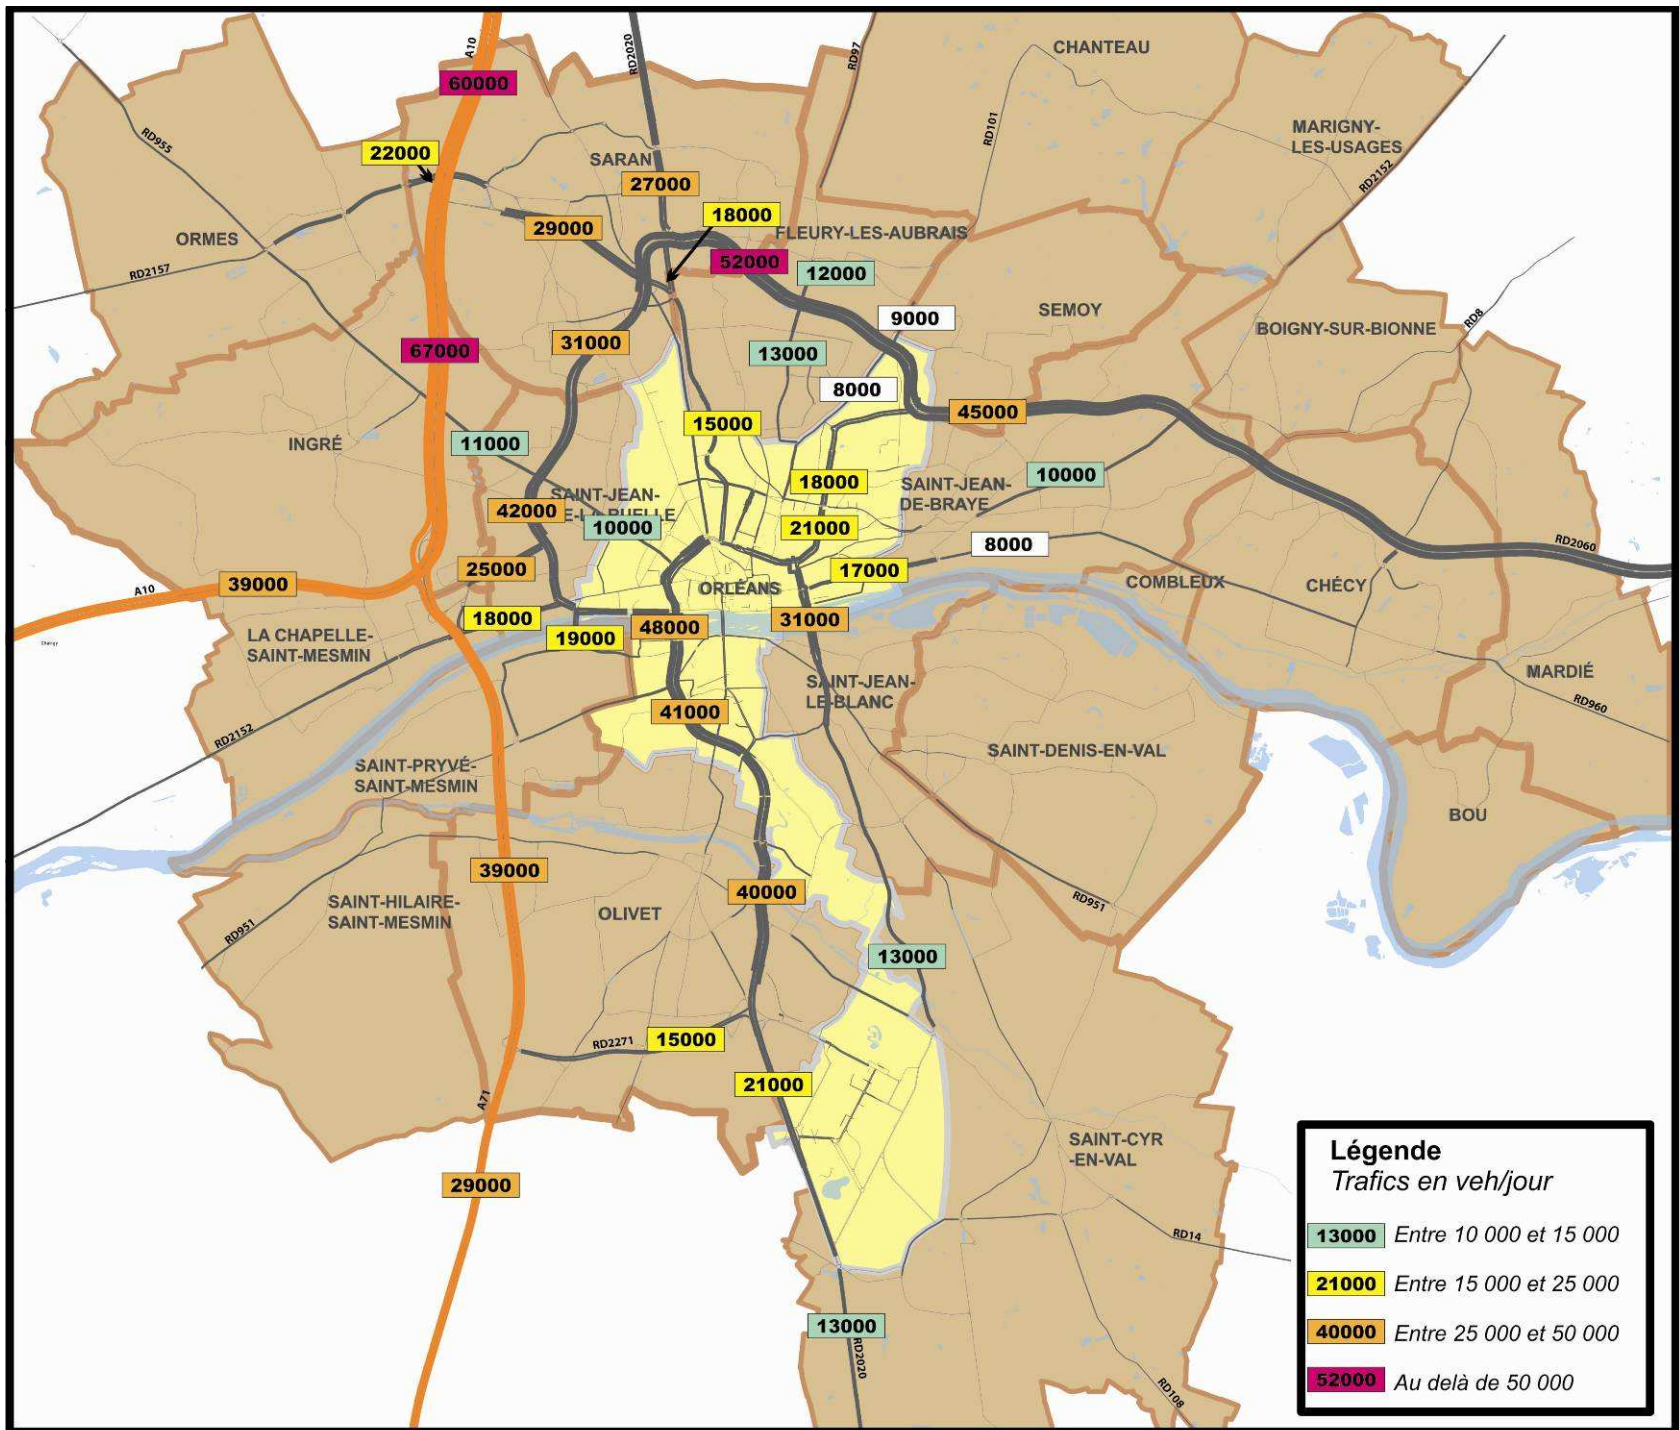 A10
RD2020
RD97
CHANTEAU
60000
RD955
RD101
MARIGNY-
LES-USAGES
22000
SARAN
RD2152
27000
18000
ORMES
29000
FLEURY-LES-AUBRAIS
RD2157
52000
12000
SEMOY
9000
BOIGNY-SUR-BIONNE
RD8
31000
67000
13000
8000
45000
15000
INGRÉ
11000
10000
18000
SAINT-JEAN-
DE-BRAYE
SAINT-JEAN-
E-LA-RUELLE
42000
10000
21000
8000
RD2060
25000
17000
A10
39000
ORLÉANS
COMBLEUX
CHÉCY
18000
48000
31000
19000
LA CHAPELLE-
SAINT-MESMIN
MARDIÉ
SAINT-JEAN-
LE-BLANC
41000
RD960
RD2152
SAINT-DENIS-EN-VAL
SAINT-PRYVÉ-
SAINT-MESMIN
BOU
39000
40000
SAINT-HILAIRE-
SAINT-MESMIN
OLIVET
RD951
RD951
13000
RD2271
15000
21000
A71
SAINT-CYR
-EN-VAL
29000
RD14
13000
RD2020
RD108
Légende
Trafics en veh/jour
13000 Entre 10 000 et 15 000
21000 Entre 15 000 et 25 000
40000 Entre 25 000 et 50 000
52000 Au delà de 50 000